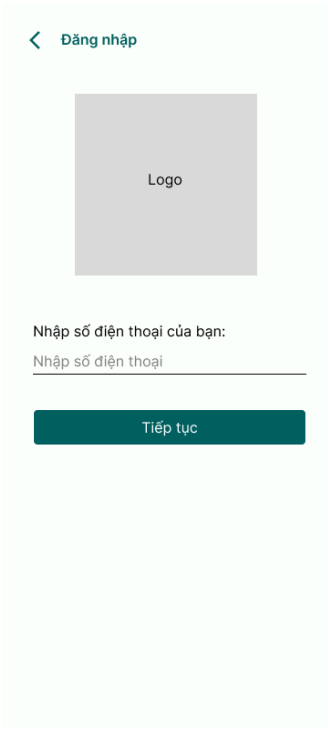 Đăng nhập
Logo
Nhập số điện thoại của bạn:
Nhập số điện thoại
Tiếp tục